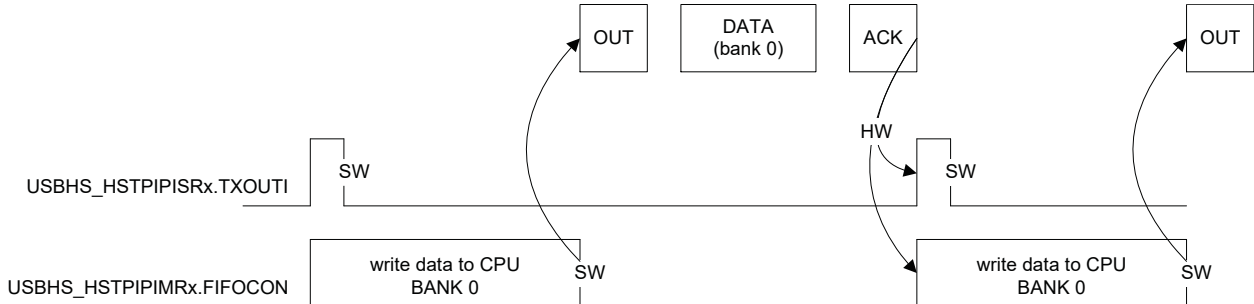 OUT
DATA
(bank 0)
ACK
OUT
HW
USBHS_HSTPIPISRx.TXOUTI
SW
SW
USBHS_HSTPIPIMRx.FIFOCON
write data to CPU
BANK 0
SW
write data to CPU
BANK 0
SW